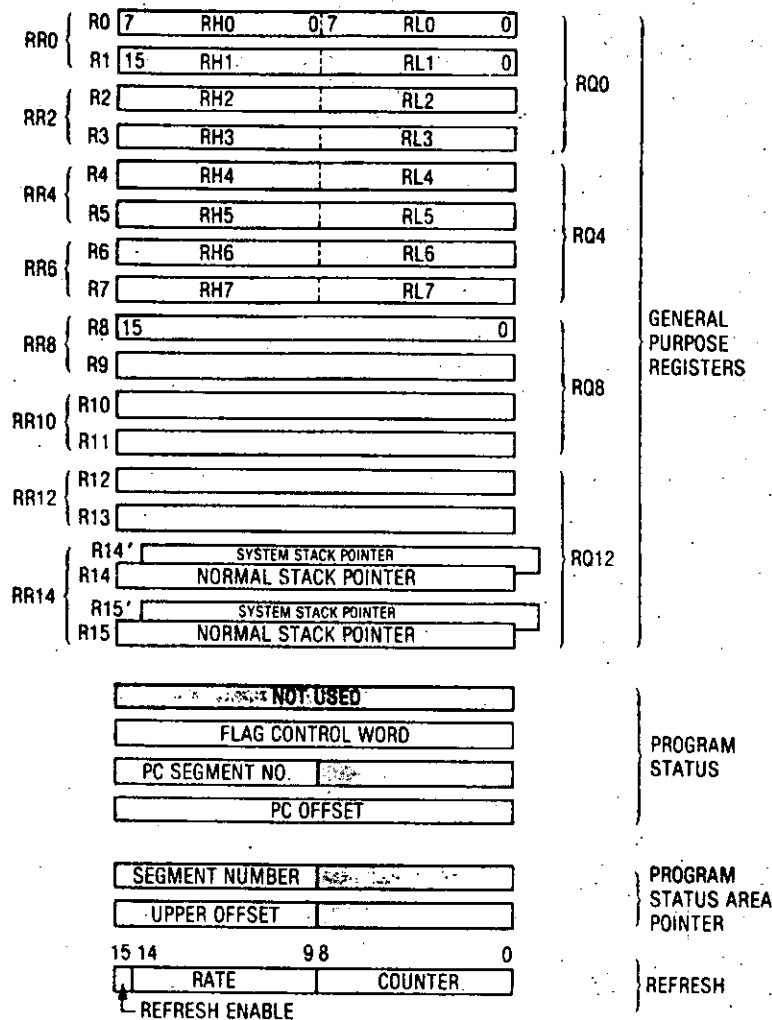 RR0 R0 7 RH0 0 7 RL0 0
R1 15 RH1 RL1 0
RQ0
RR2 R2 RH2 RL2
R3 RH3 RL3
RR4 R4 RH4 RL4
R5 RH5 RL5
RQ4
RR6 R6 RH6 RL6
R7 RH7 RL7
RR8 R8 15 0
R9
RQ8
RR10 R10
R11
RR12 R12
R13
RQ12
RR14 R14' SYSTEM STACK POINTER
R14 NORMAL STACK POINTER
R15' SYSTEM STACK POINTER
R15 NORMAL STACK POINTER
GENERAL
PURPOSE
REGISTERS
NOT USED
FLAG CONTROL WORD
PC SEGMENT NO.
PC OFFSET
PROGRAM
STATUS
SEGMENT NUMBER
UPPER OFFSET
PROGRAM
STATUS AREA
POINTER
15 14 9 8 0
RATE COUNTER
REFRESH
REFRESH ENABLE